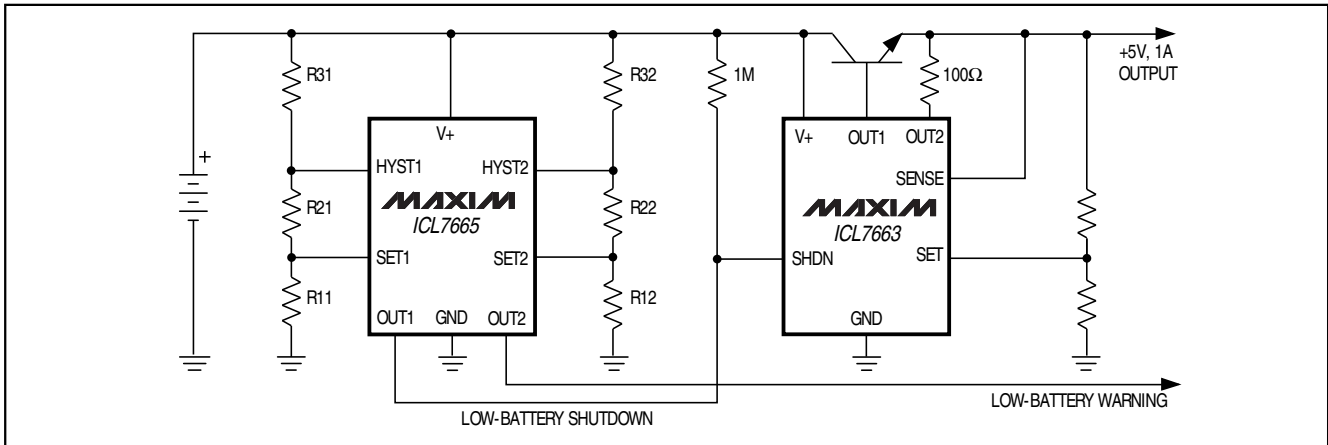 R31
R32
1M
100Ω
+5V, 1A
OUTPUT
+
V+
HYST1
HYST2
MAXIM
ICL7665
R21
R22
SET1
SET2
R11
R12
OUT1
GND
OUT2
V+
OUT1
OUT2
SENSE
MAXIM
ICL7663
SHDN
SET
GND
LOW-BATTERY SHUTDOWN
LOW-BATTERY WARNING